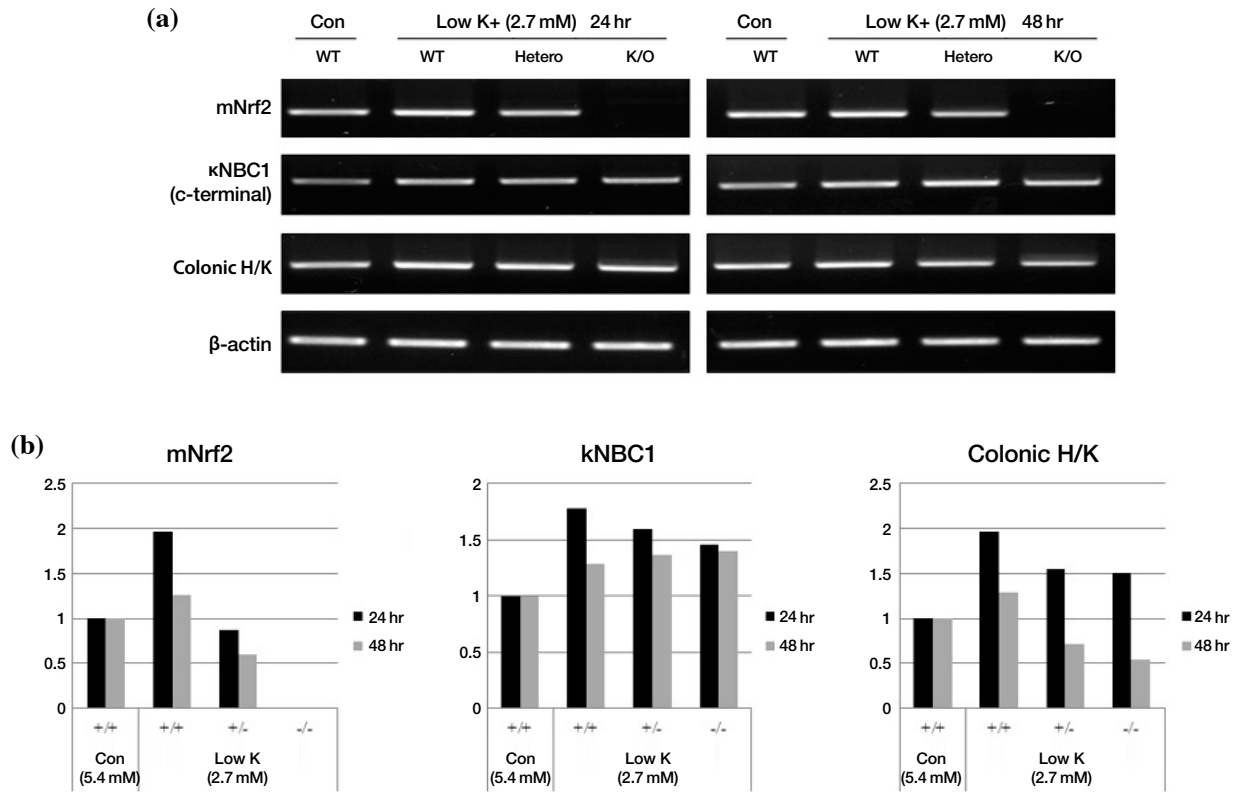 (a)
Con Low K+ (2.7 mM) 24 hr Con Low K+ (2.7 mM) 48 hr
WT WT Hetero K/O WT WT Hetero K/O
mNrf2
κNBC1
(c-terminal)
Colonic H/K
β-actin
(b)
mNrf2
2.5
2
1.5
1
0.5
0
+/+ +/+ +/- -/-
Con Low K
(5.4 mM) (2.7 mM)
24 hr
48 hr
kNBC1
2
1.5
1
0.5
0
+/+ +/+ +/- -/-
Con Low K
(5.4 mM) (2.7 mM)
24 hr
48 hr
Colonic H/K
2.5
2
1.5
1
0.5
0
+/+ +/+ +/- -/-
Con Low K
(5.4 mM) (2.7 mM)
24 hr
48 hr